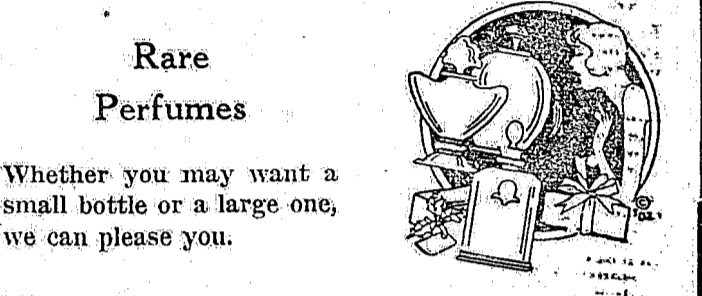 Rare
Perfumes
Whether you may want a
small bottle or a large one,
we can please you.
©